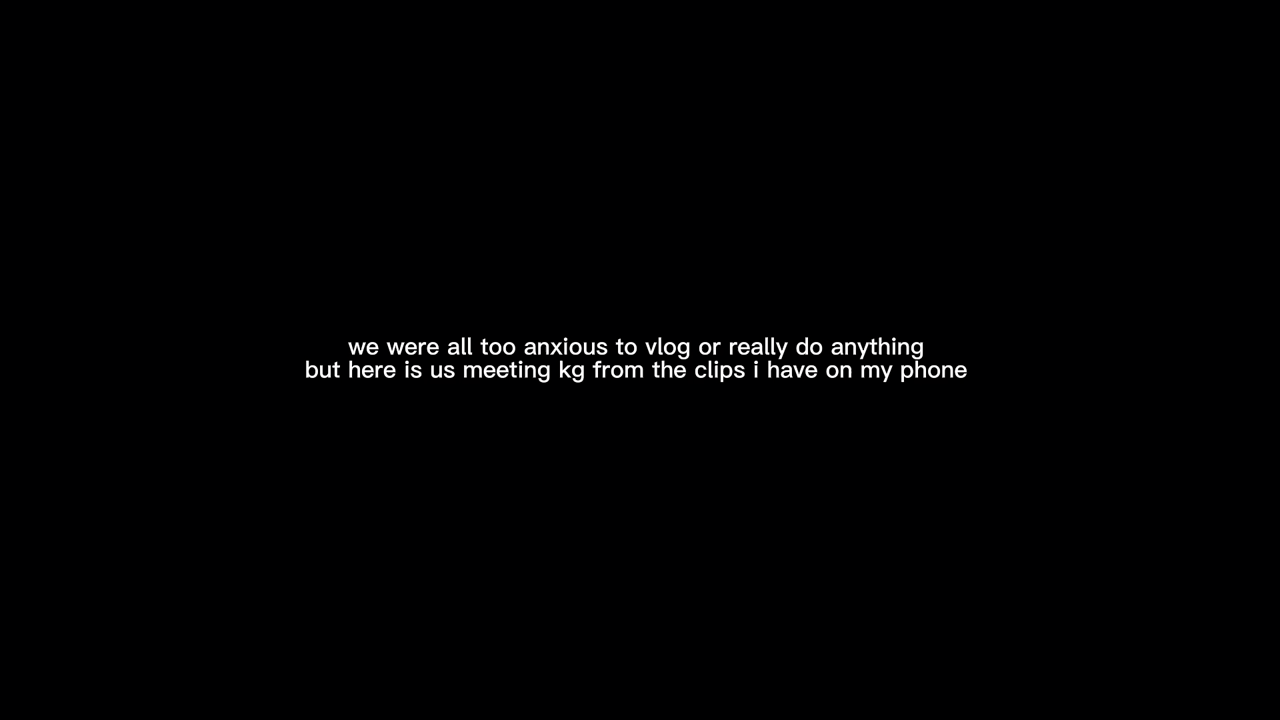 we were all too anxious to vlog or really do anything
but here is us meeting kg from the clips i have on my phone